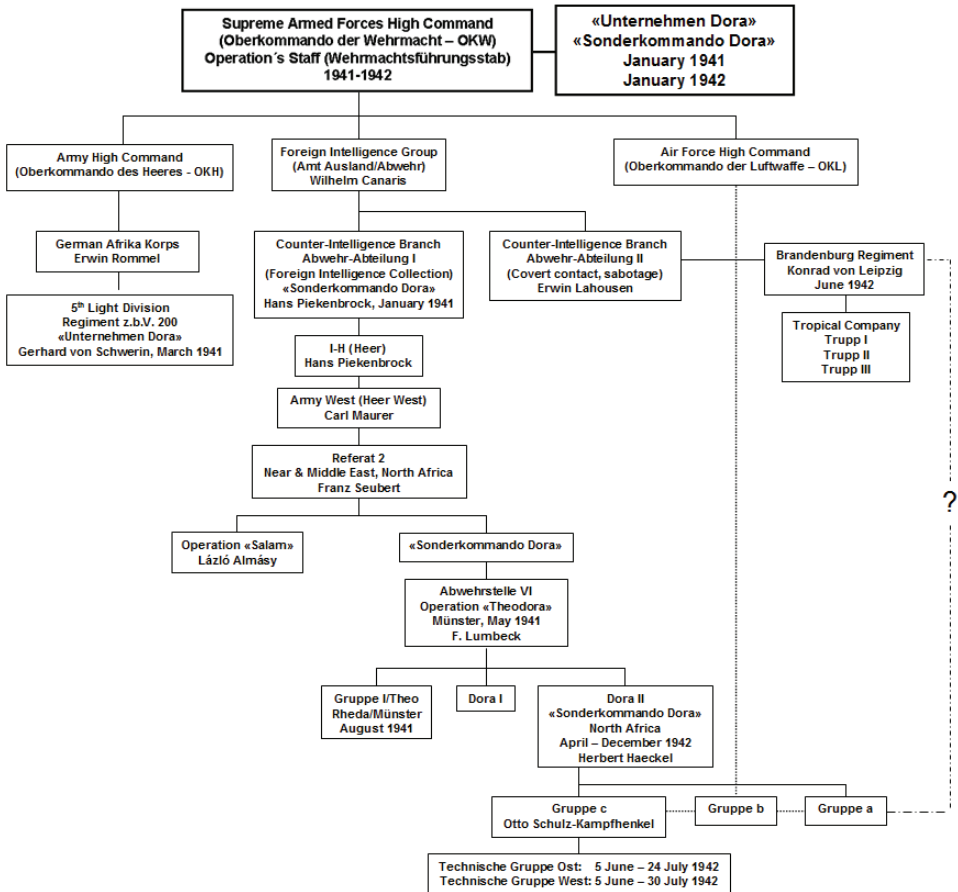 Supreme Armed Forces High Command
(Oberkommando der Wehrmacht – OKW)
Operation´s Staff (Wehrmachtsführungsstab)
1941-1942
«Unternehmen Dora»
«Sonderkommando Dora»
January 1941
January 1942
Army High Command
(Oberkommando des Heeres - OKH)
Foreign Intelligence Group
(Amt Ausland/Abwehr)
Wilhelm Canaris
Air Force High Command
(Oberkommando der Luftwaffe – OKL)
German Afrika Korps
Erwin Rommel
Counter-Intelligence Branch
Abwehr-Abteilung I
(Foreign Intelligence Collection)
«Sonderkommando Dora»
Hans Piekenbrock, January 1941
Counter-Intelligence Branch
Abwehr-Abteilung II
(Covert contact, sabotage)
Erwin Lahousen
Brandenburg Regiment
Konrad von Leipzig
June 1942
5th Light Division
Regiment z.b.V. 200
«Unternehmen Dora»
Gerhard von Schwerin, March 1941
Tropical Company
Trupp I
Trupp II
Trupp III
I-H (Heer)
Hans Piekenbrock
Army West (Heer West)
Carl Maurer
Referat 2
Near & Middle East, North Africa
Franz Seubert
?
Operation «Salam»
Lázló Almásy
«Sonderkommando Dora»
Abwehrstelle VI
Operation «Theodora»
Münster, May 1941
F. Lumbeck
Gruppe I/Theo
Rheda/Münster
August 1941
Dora I
Dora II
«Sonderkommando Dora»
North Africa
April – December 1942
Herbert Haeckel
Gruppe c
Otto Schulz-Kampfhenkel
Gruppe b
Gruppe a
Technische Gruppe Ost: 5 June – 24 July 1942
Technische Gruppe West: 5 June – 30 July 1942